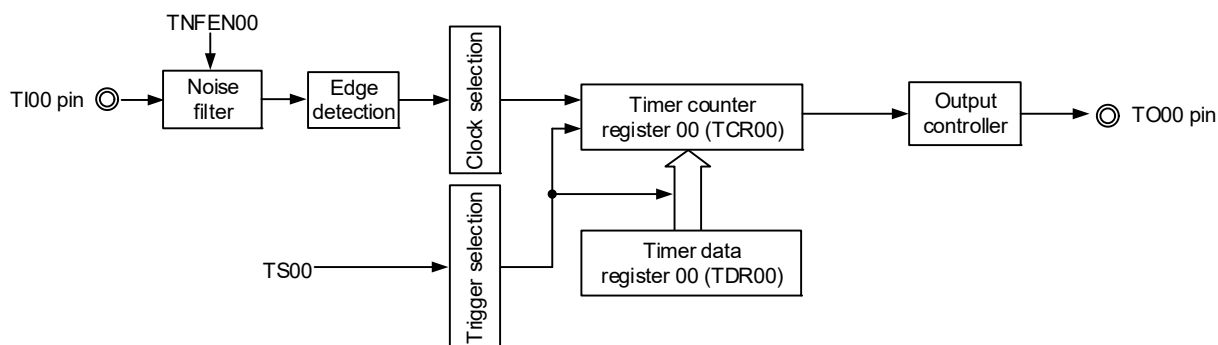 TNFEN00
TI00 pin
Noise
filter
Edge
detection
Clock selection
Timer counter
register 00 (TCR00)
Output
controller
TO00 pin
TS00
Trigger selection
Timer data
register 00 (TDR00)